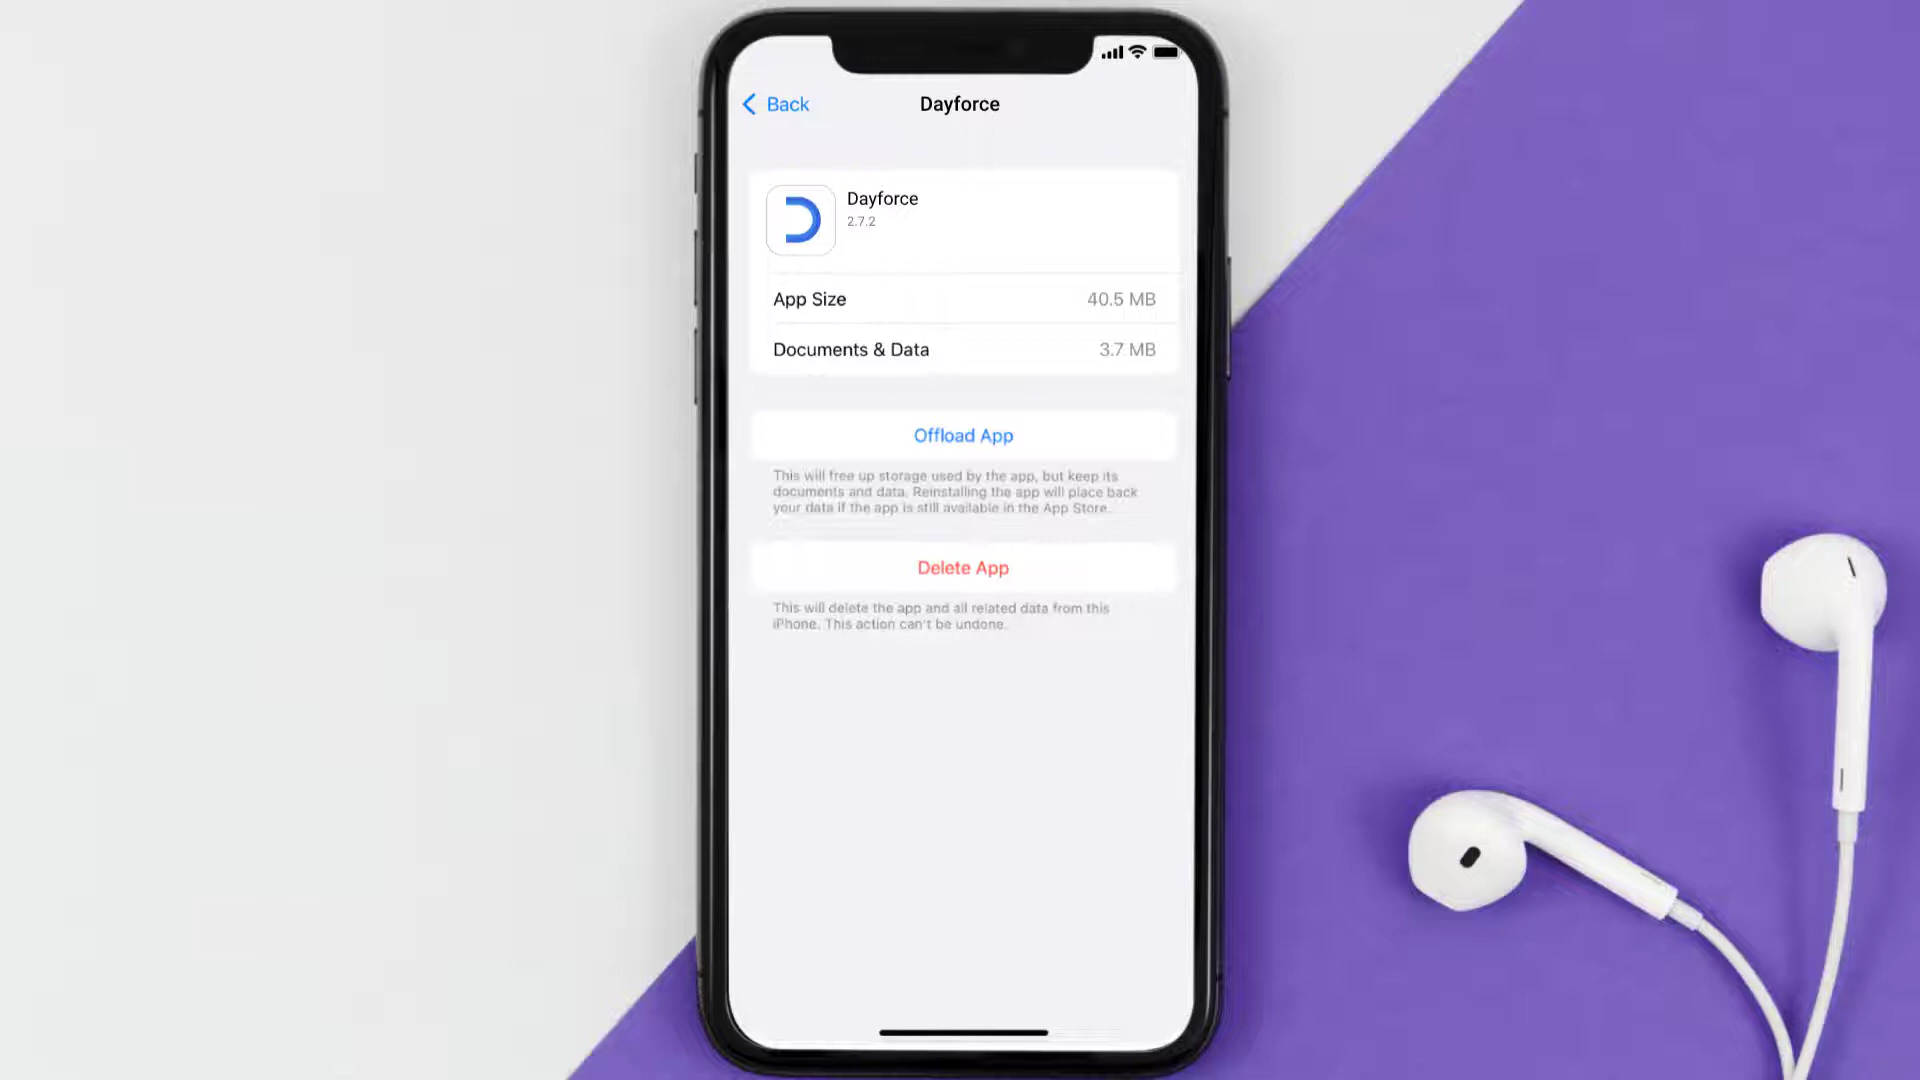 Back
Dayforce
Dayforce
2.7.2
App Size
40.5 MB
Documents & Data
3.7 MB
Offload App
This will free up storage used by the app, but keep its
documents and data. Reinstalling the app will place back
your data if the app is still available in the App Store.
Delete App
This will delete the app and all related data from this
iPhone. This action can't be undone.